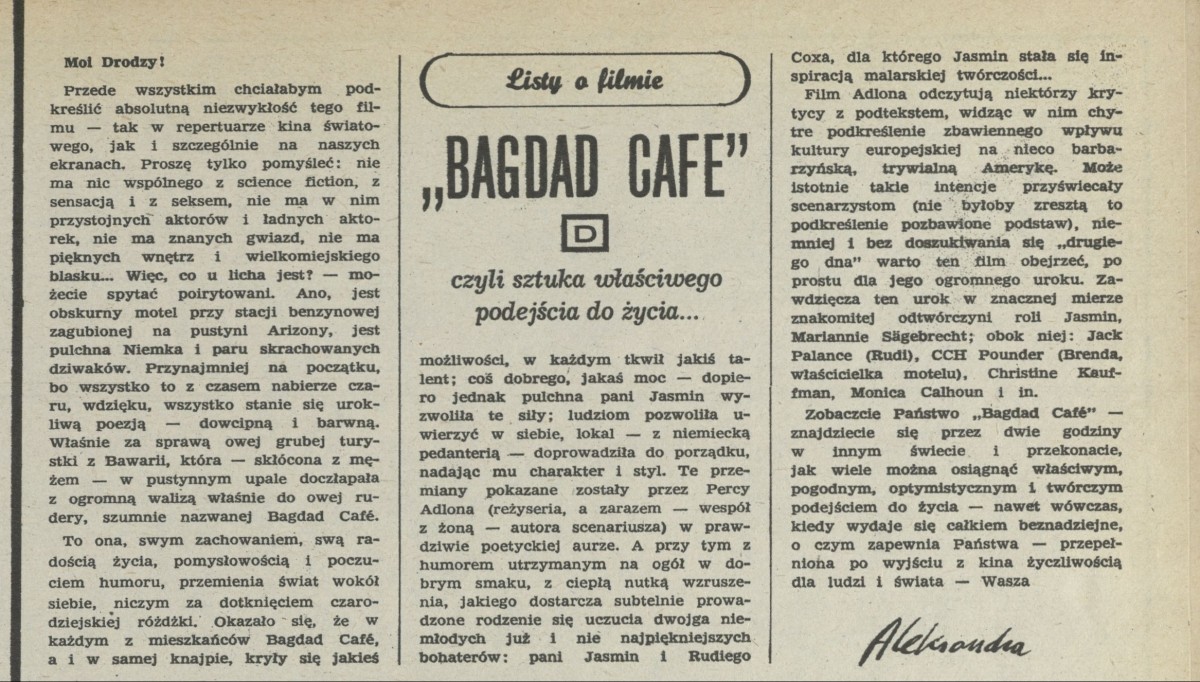 Moi Drodzy!
Przede wszystkim chciałabym pod-
kreślić absolutną niezwykłość tego fil-
mu — tak w repertuarze kina świato-
wego, jak i szczególnie na naszych
ekranach. Proszę tylko pomyśleć: nie
ma nic wspólnego z science fiction, z
sensacją i z seksem, nie ma w nim
przystojnych aktorów i ładnych akto-
rek, nie ma znanych gwiazd, nie ma
pięknych wnętrz i wielkomiejskiego
blasku... Więc, co u licha jest? — mo-
żecie spytać poirytowani. Ano, jest
obskurny motel przy stacji benzynowej
zagubionej na pustyni Arizony, jest
pulchna Niemka i paru skrachowanych
dziwaków. Przynajmniej na początku,
bo wszystko to z czasem nabierze cza-
ru, wdzięku, wszystko stanie się urok-
liwą poezją — dowcipną i barwną.
Właśnie za sprawą owej grubej tury-
stki z Bawarii, która — skłócona z mę-
żem — w pustynnym upale doczłapała
z ogromną walizą właśnie do owej ru-
dery, szumnie nazwanej Bagdad Café.
To ona, swym zachowaniem, swą ra-
dością życia, pomysłowością i poczu-
ciem humoru, przemienia świat wokół
siebie, niczym za dotknięciem czaro-
dziejskiej różdżki. Okazało się, że w
każdym z mieszkańców Bagdad Café,
a i w samej knajpie, kryły się jakieś
Listy o filmie
„BAGDAD CAFE”
D
czyli sztuka właściwego
podejścia do życia...
możliwości, w każdym tkwił jakiś ta-
lent; coś dobrego, jakaś moc — dopie-
ro jednak pulchna pani Jasmin wy-
zwoliła te siły; ludziom pozwoliła u-
wierzyć w siebie, lokal — z niemiecką
pedanterią — doprowadziła do porządku,
nadając mu charakter i styl. Te prze-
miany pokazane zostały przez Percy
Adlona (reżyseria, a zarazem — wespół
z żoną — autora scenariusza) w praw-
dziwie poetyckiej aurze. A przy tym z
humorem utrzymanym na ogół w do-
brym smaku, z ciepłą nutką wzrusze-
nia, jakiego dostarcza subtelnie prowa-
dzone rodzenie się uczucia dwojga nie-
młodych już i nie najpiękniejszych
bohaterów: pani Jasmin i Rudiego
Coxa, dla którego Jasmin stała się in-
spiracją malarskiej twórczości...
Film Adlona odczytują niektórzy kry-
tycy z podtekstem, widząc w nim chy-
tre podkreślenie zbawiennego wpływu
kultury europejskiej na nieco barba-
rzyńską, trywialną Amerykę. Może
istotnie takie intencje przyświecały
scenarzystom (nie byłoby zresztą to
podkreślenie pozbawione podstaw), nie-
mniej i bez doszukiwania się „drugie-
go dna” warto ten film obejrzeć, po
prostu dla jego ogromnego uroku. Za-
wdzięcza ten urok w znacznej mierze
znakomitej odtwórczyni roli Jasmin,
Mariannie Sägebrecht; obok niej: Jack
Palance (Rudi), CCH Pounder (Brenda,
właścicielka motelu), Christine Kauf-
fman, Monica Calhoun i in.
Zobaczcie Państwo „Bagdad Café” —
znajdziecie się przez dwie godziny
w innym świecie i przekonacie,
jak wiele można osiągnąć właściwym,
pogodnym, optymistycznym i twórczym
podejściem do życia — nawet wówczas,
kiedy wydaje się całkiem beznadziejne,
o czym zapewnia Państwa — przepeł-
niona po wyjściu z kina życzliwością
dla ludzi i świata — Wasza
Aleksandra